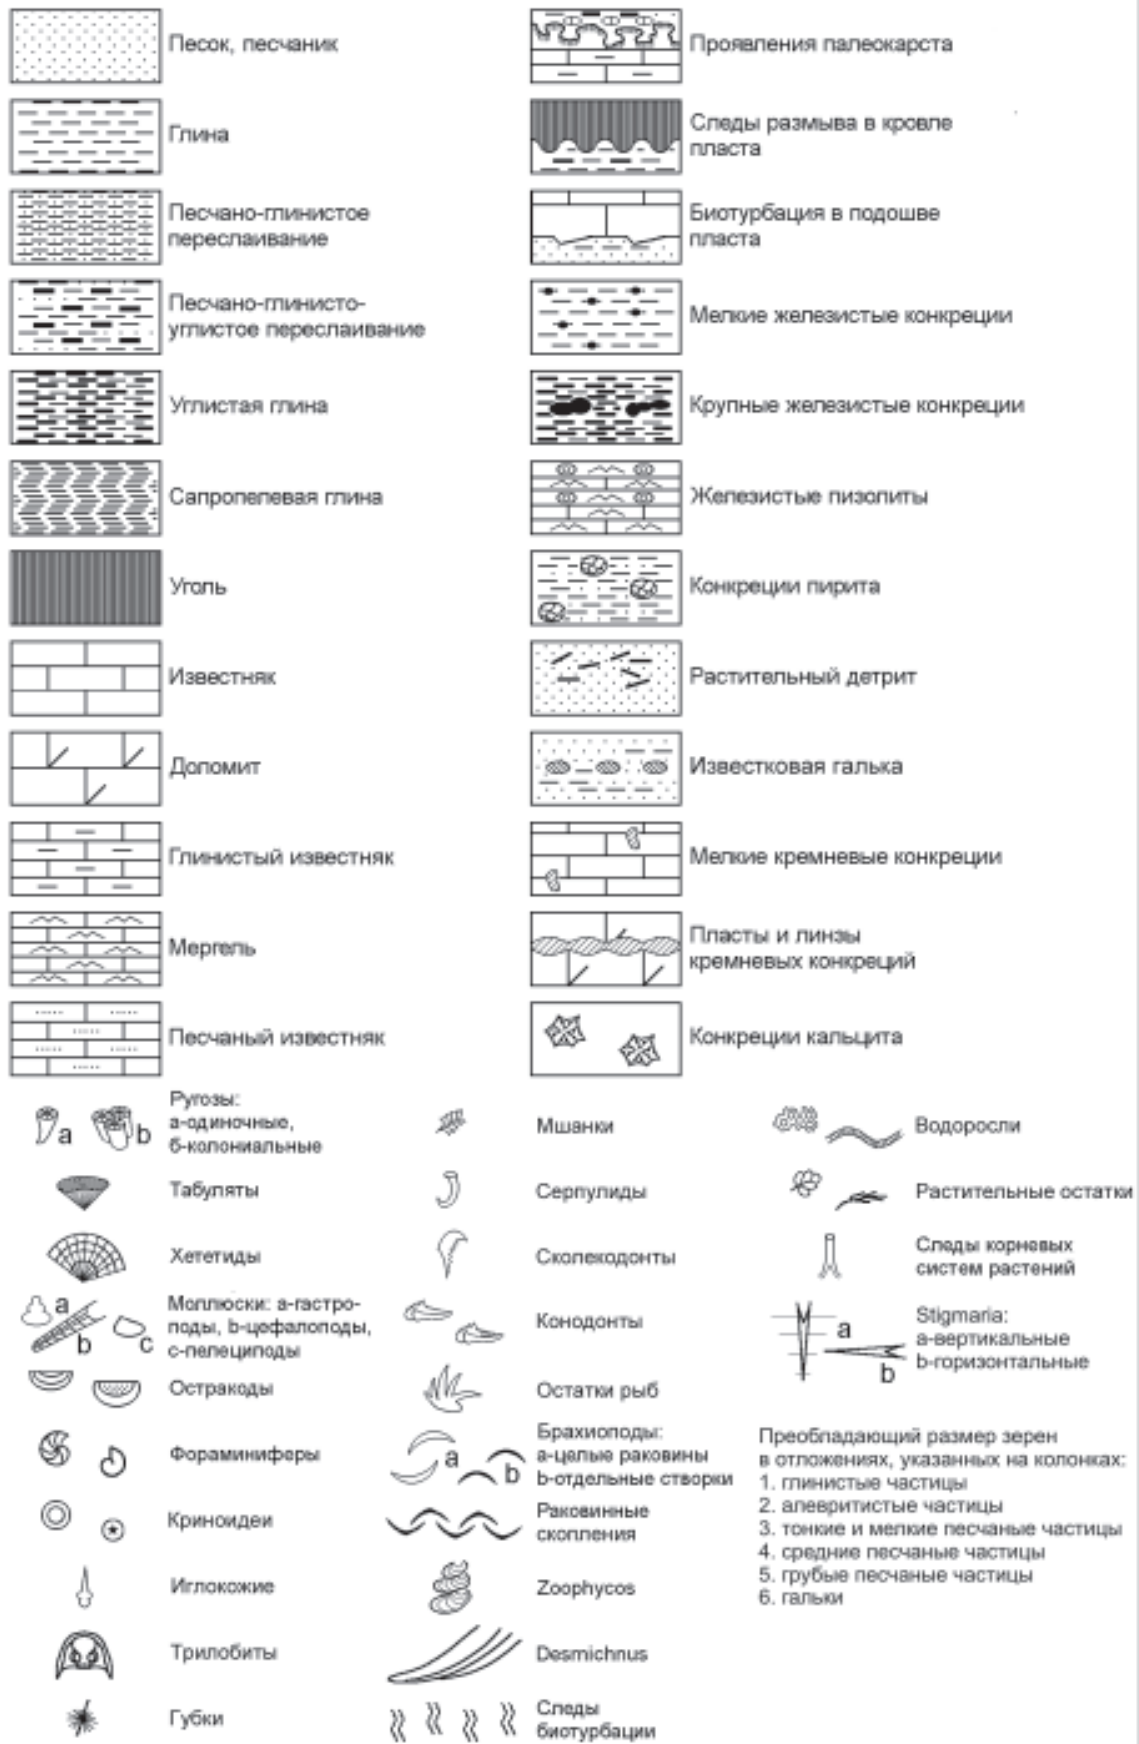 Песок, песчаник
Глина
Песчано-глинистое
переслаивание
Песчано-глинисто-
углистое переслаивание
Углистая глина
Сапропелевая глина
Уголь
Известняк
Доломит
Глинистый известняк
Мергель
Песчаный известняк
Проявления палеокарста
Следы размыва в кровле
пласта
Биотурбация в подошве
пласта
Мелкие железистые конкреции
Крупные железистые конкреции
Железистые пизолиты
Конкреции пирита
Растительный детрит
Известковая галька
Мелкие кремневые конкреции
Пласты и линзы
кремневых конкреций
Конкреции кальцита
a
b
Ругозы:
а-одиночные,
б-колониальные
Табуляты
Хететиды
a
b
c
Моллюски: а-гастро-
поды, b-цефалоподы,
с-пелециподы
Остракоды
Фораминиферы
Криноидеи
Иглокожие
Трилобиты
Губки
Мшанки
Серпулиды
Сколекодонты
Конодонты
Остатки рыб
a
b
Брахиоподы:
а-целые раковины
b-отдельные створки
Раковинные
скопления
Zoophycos
Desmichnus
Следы
биотурбации
Водоросли
Растительные остатки
Следы корневых
систем растений
a
b
Stigmaria:
а-вертикальные
b-горизонтальные
Преобладающий размер зерен
в отложениях, указанных на колонках:
1. глинистые частицы
2. алевритистые частицы
3. тонкие и мелкие песчаные частицы
4. средние песчаные частицы
5. грубые песчаные частицы
6. гальки